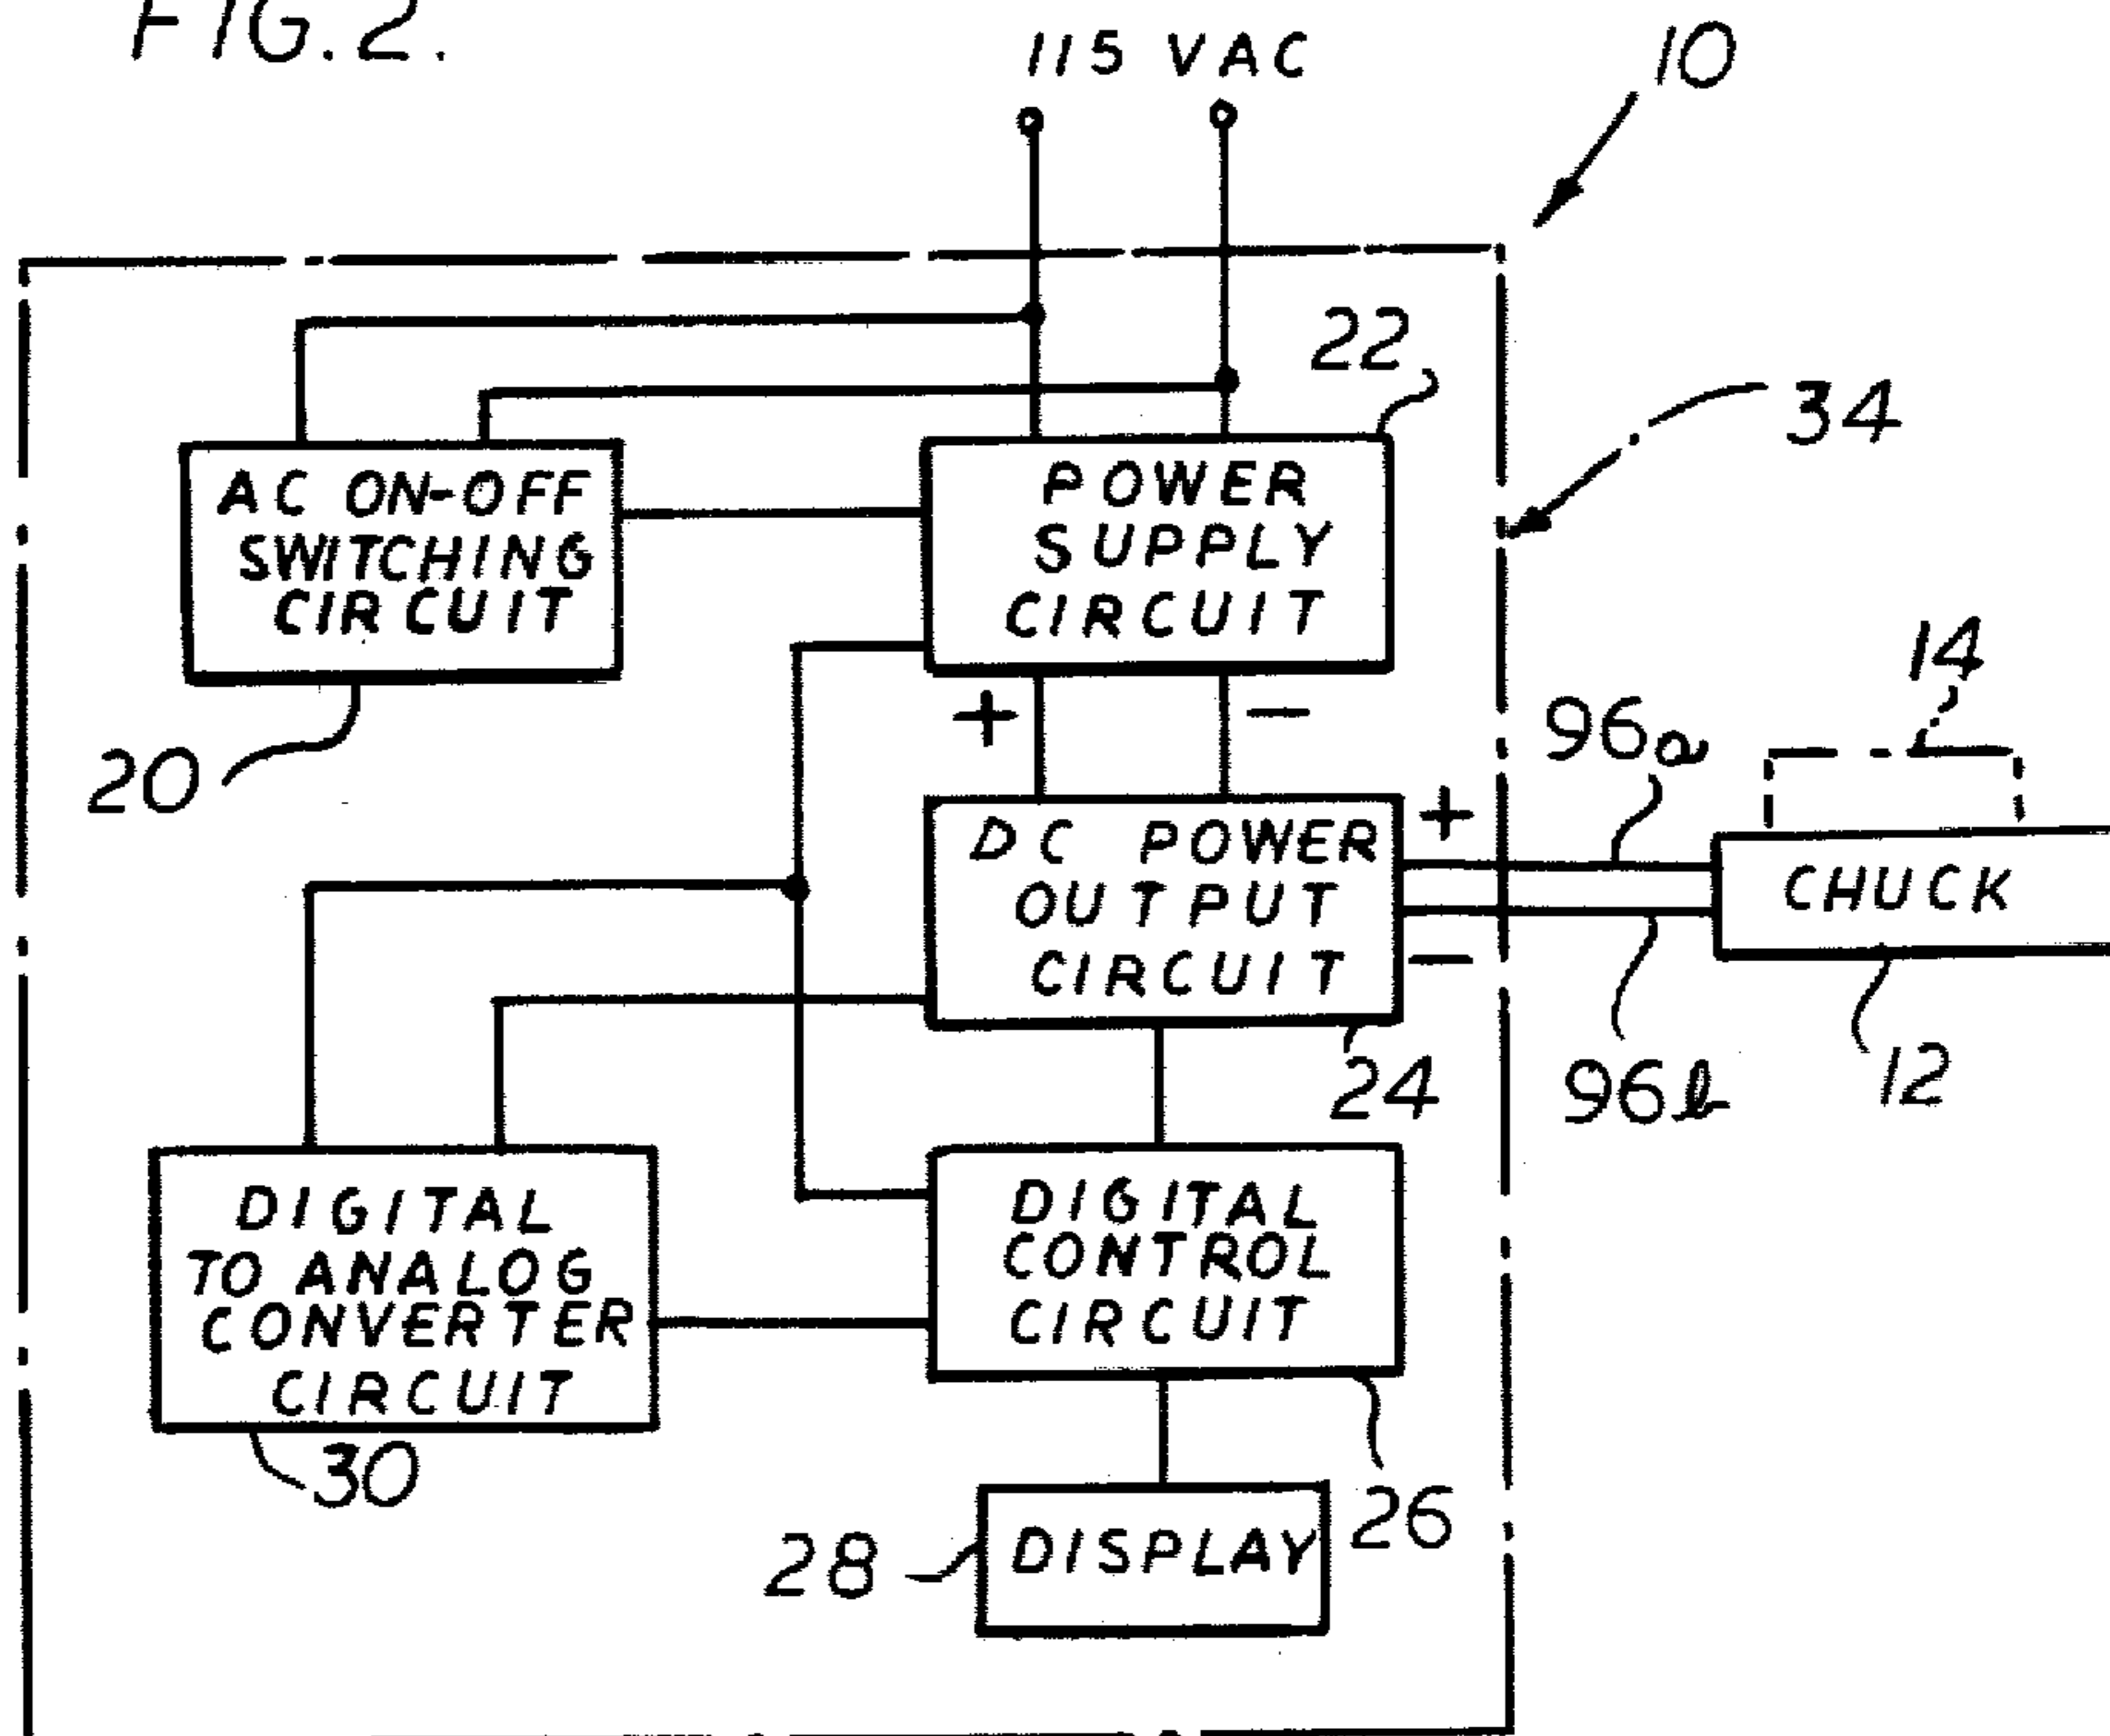 FIG. 2.
115 VAC
10
22
34
AC ON-OFF
SWITCHING
CIRCUIT
POWER
SUPPLY
CIRCUIT
14
+
−
96a
20
DC POWER
OUTPUT
CIRCUIT
+
−
CHUCK
24
96b
12
DIGITAL
TO ANALOG
CONVERTER
CIRCUIT
DIGITAL
CONTROL
CIRCUIT
30
26
28
DISPLAY